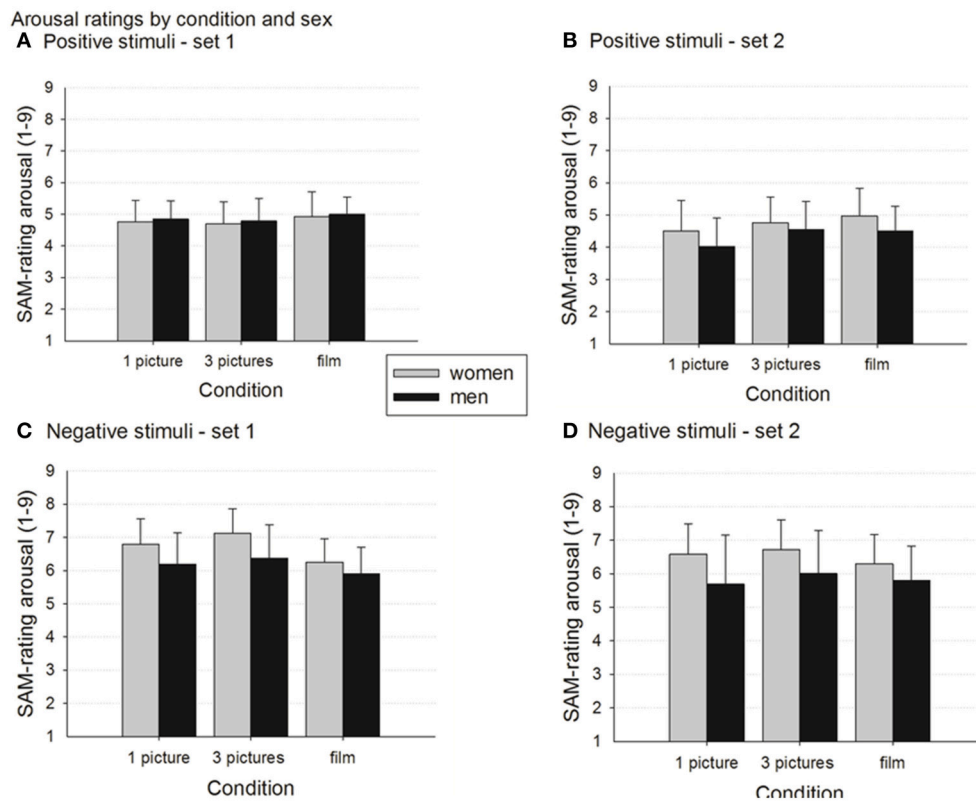 Arousal ratings by condition and sex
A Positive stimuli - set 1
SAM-rating arousal (1-9)
9
8
7
6
5
4
3
2
1
1 picture 3 pictures film
Condition
B Positive stimuli - set 2
SAM-rating arousal (1-9)
9
8
7
6
5
4
3
2
1
1 picture 3 pictures film
Condition
women
men
C Negative stimuli - set 1
SAM-rating arousal (1-9)
9
8
7
6
5
4
3
2
1
1 picture 3 pictures film
Condition
D Negative stimuli - set 2
SAM-rating arousal (1-9)
9
8
7
6
5
4
3
2
1
1 picture 3 pictures film
Condition